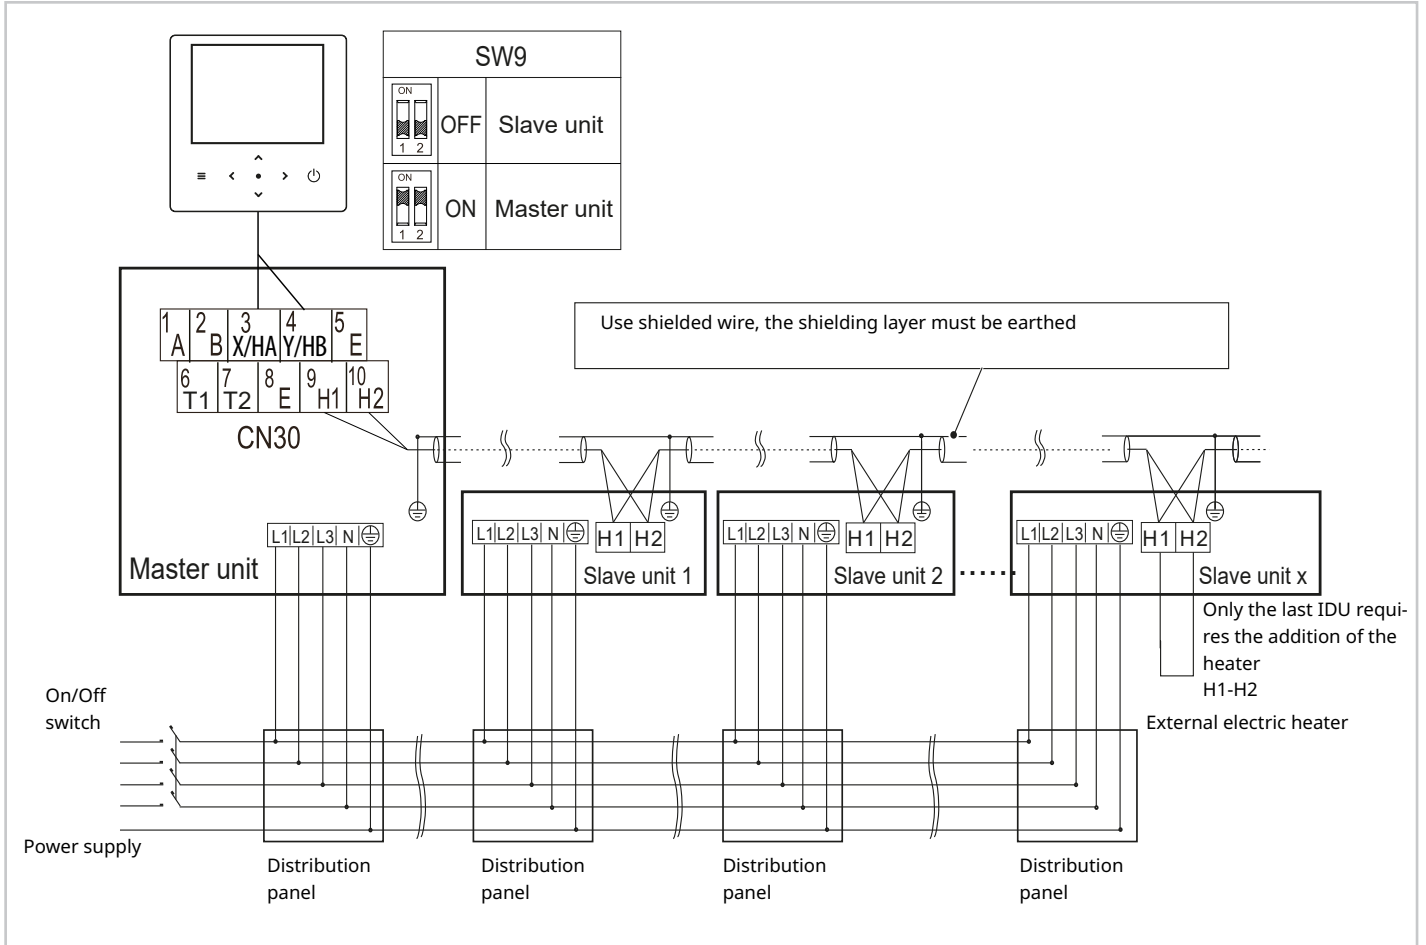 SW9
ON
1 2
OFF
Slave unit
ON
1 2
ON
Master unit
1 2 3 4 5
A B X/HA Y/HB E
6 7 8 9 10
T1 T2 E H1 H2
CN30
Use shielded wire, the shielding layer must be earthed
L1 L2 L3 N
Master unit
L1 L2 L3 N
H1 H2
Slave unit 1
L1 L2 L3 N
H1 H2
Slave unit 2
L1 L2 L3 N
H1 H2
Slave unit x
Only the last IDU requi-
res the addition of the
heater
H1-H2
External electric heater
On/Off
switch
Power supply
Distribution
panel
Distribution
panel
Distribution
panel
Distribution
panel